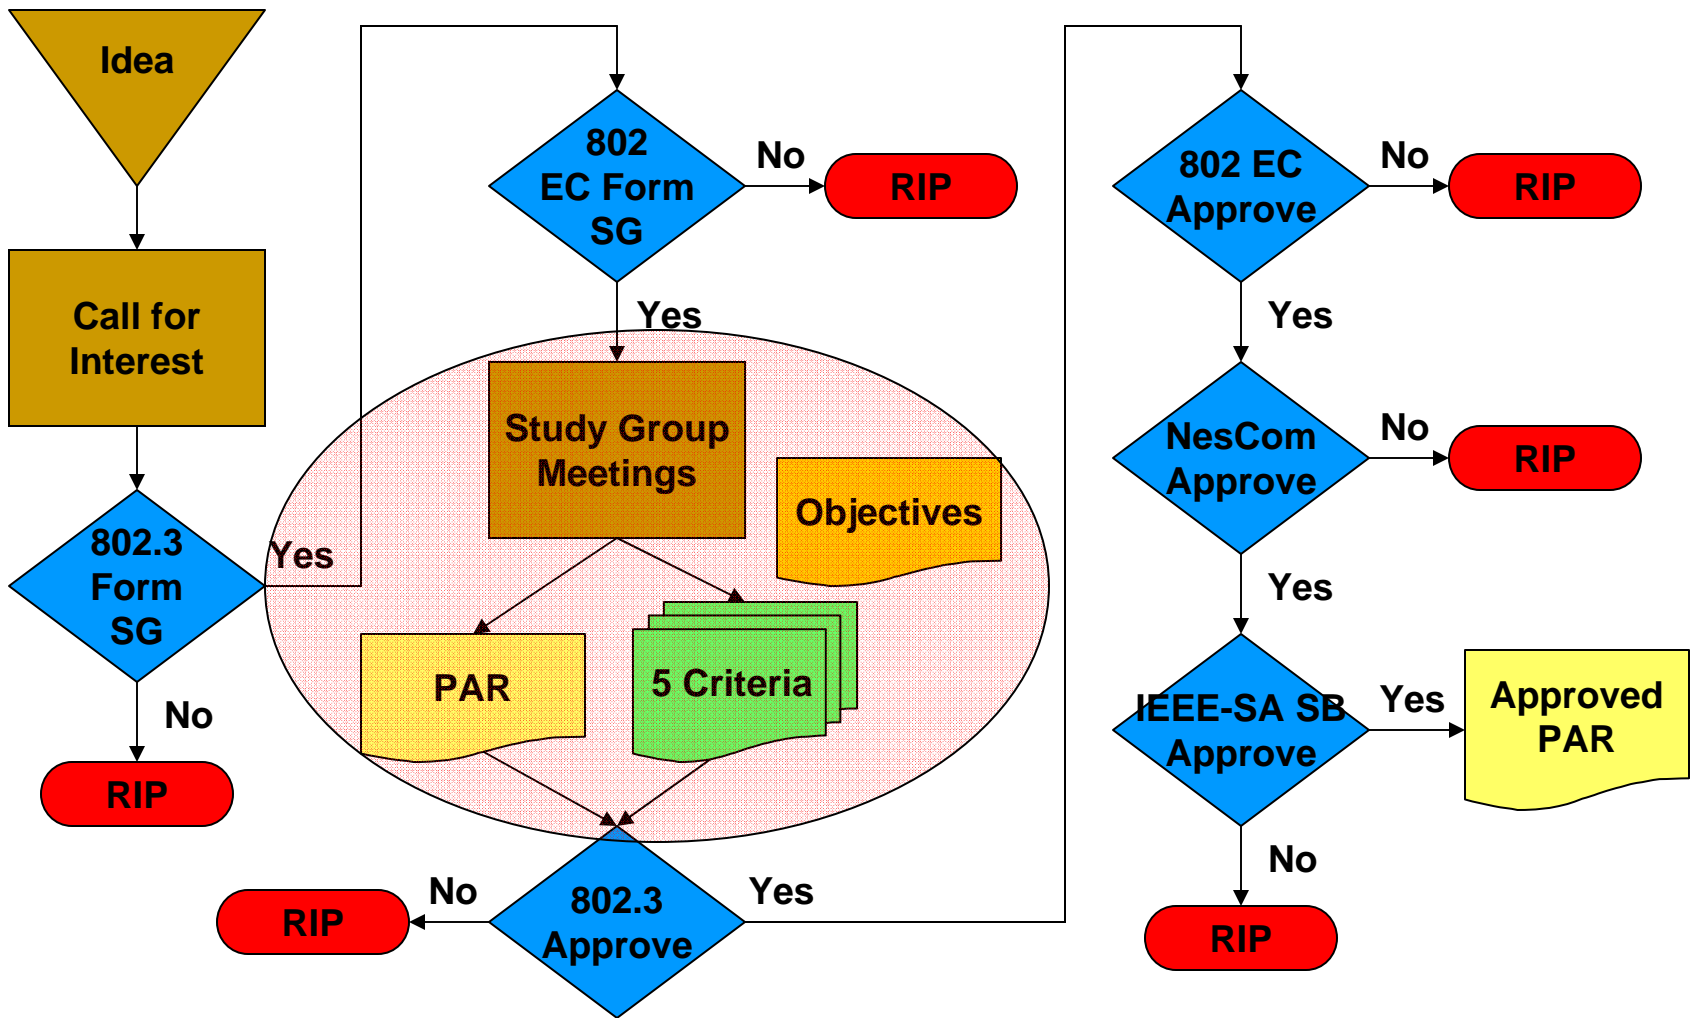 Idea
Call for
Interest
802.3
Form
SG
Yes
No
RIP
802
EC Form
SG
No
RIP
Yes
Study Group
Meetings
Objectives
PAR
5 Criteria
802.3
Approve
No
RIP
Yes
802 EC
Approve
No
RIP
Yes
NesCom
Approve
No
RIP
Yes
IEEE-SA SB
Approve
Yes
Approved
PAR
No
RIP